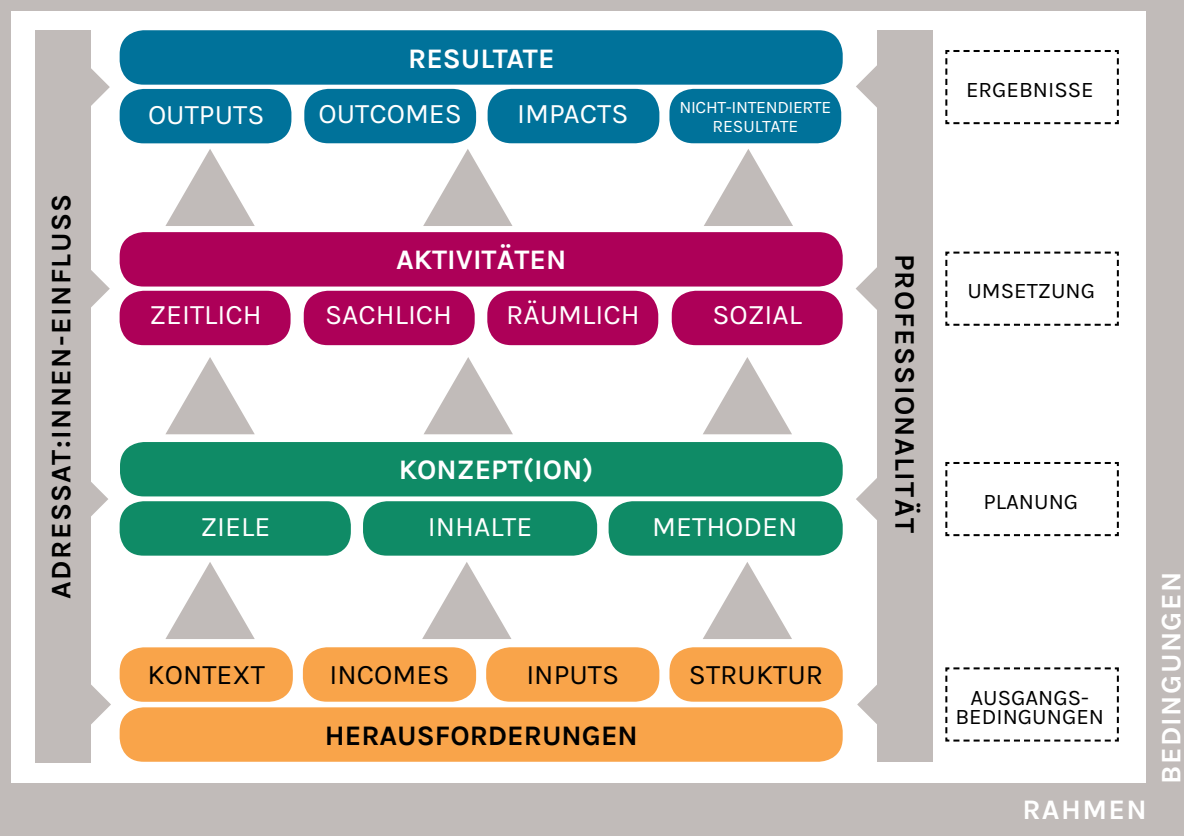 RESULTATE
OUTPUTS
OUTCOMES
IMPACTS
NICHT-INTENDIERTE
RESULTATE
ERGEBNISSE
ADRESSAT:INNEN-EINFLUSS
PROFESSIONALITÄT
AKTIVITÄTEN
ZEITLICH
SACHLICH
RÄUMLICH
SOZIAL
UMSETZUNG
KONZEPT(ION)
ZIELE
INHALTE
METHODEN
PLANUNG
KONTEXT
INCOMES
INPUTS
STRUKTUR
HERAUSFORDERUNGEN
AUSGANGS-
BEDINGUNGEN
RAHMEN
BEDINGUNGEN